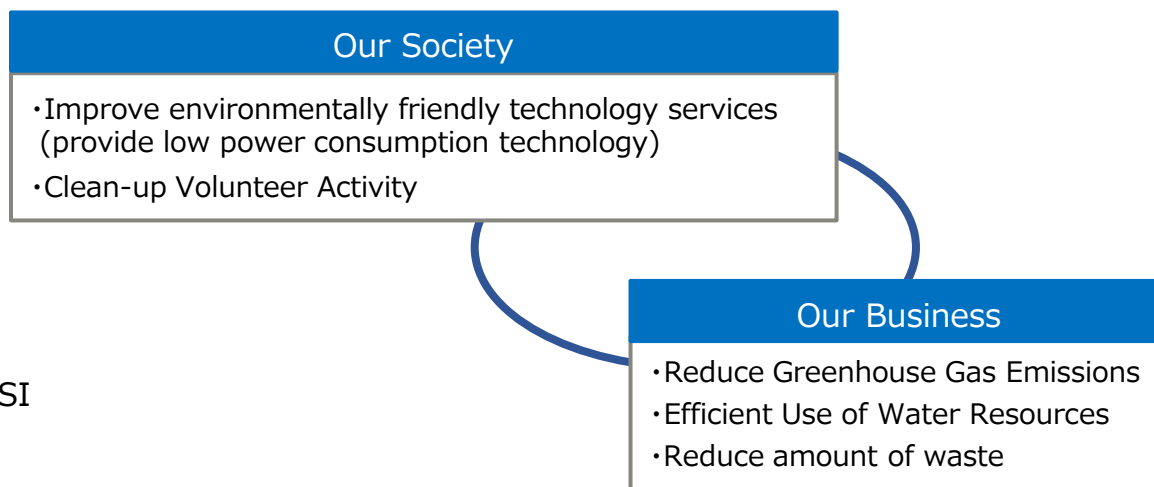 Our Society
・Improve environmentally friendly technology services
(provide low power consumption technology)
・Clean-up Volunteer Activity
Our Business
・Reduce Greenhouse Gas Emissions
SI
・Efficient Use of Water Resources
・Reduce amount of waste